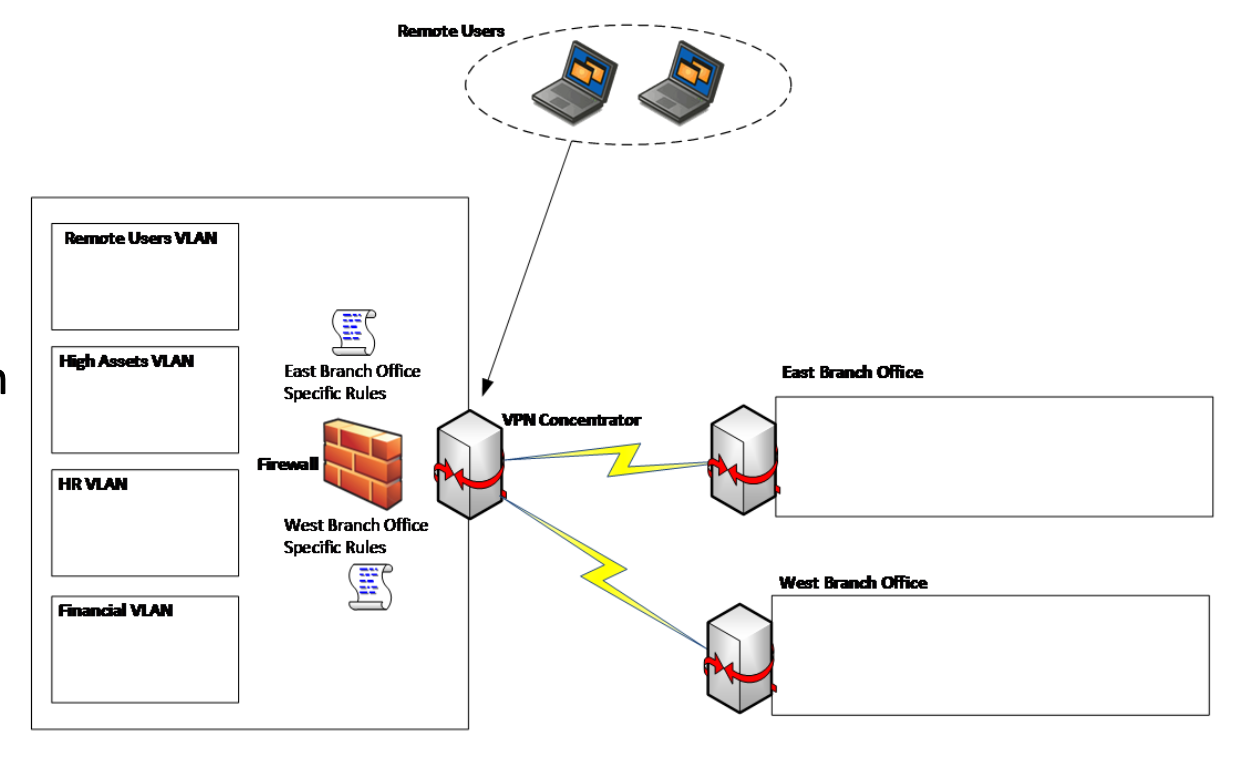 Remote Users
Remote Users VLAN
High Assets VLAN
HR VLAN
Financial VLAN
East Branch Office
Specific Rules
Firewall
West Branch Office
Specific Rules
VPN Concentrator
East Branch Office
West Branch Office